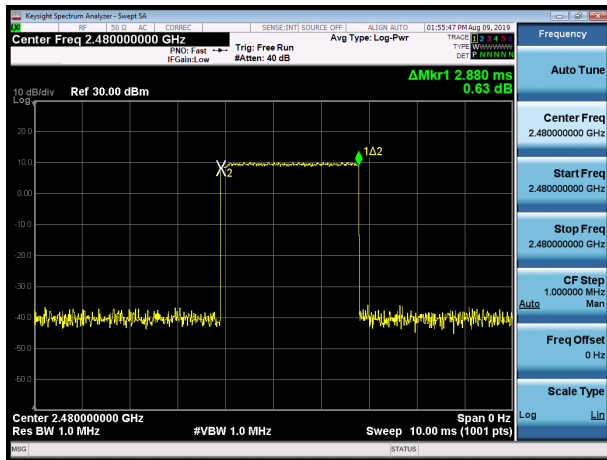 Keysight Spectrum Analyzer - Swept SA
RF 50 Ω AC CORREC SENSE:INT SOURCE OFF ALIGN AUTO 01:55:47 PM Aug 09, 2019
Center Freq 2.480000000 GHz
PNO: Fast
IFGain:Low
Trig: Free Run
#Atten: 40 dB
Avg Type: Log-Pwr
TRACE 1 2 3 4 5 6
TYPE W
DET P N N N N N
ΔMkr1 2.880 ms
0.63 dB
10 dB/div Ref 30.00 dBm
Log
20.0
10.0
0.00
-10.0
-20.0
-30.0
-40.0
-50.0
-60.0
1Δ2
2
Center 2.480000000 GHz Span 0 Hz
Res BW 1.0 MHz #VBW 1.0 MHz Sweep 10.00 ms (1001 pts)
MSG STATUS
Frequency
Auto Tune
Center Freq
2.480000000 GHz
Start Freq
2.480000000 GHz
Stop Freq
2.480000000 GHz
CF Step
1.000000 MHz
Auto Man
Freq Offset
0 Hz
Scale Type
Log Lin